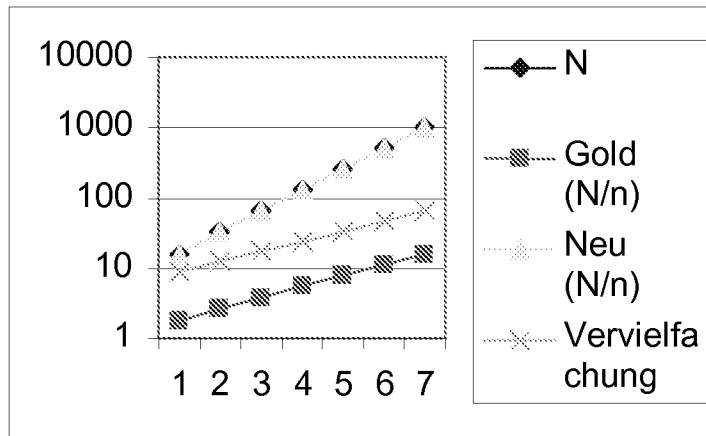 10000
1000
100
10
1
1 2 3 4 5 6 7
N
Gold
(N/n)
Neu
(N/n)
Vervielfa
chung